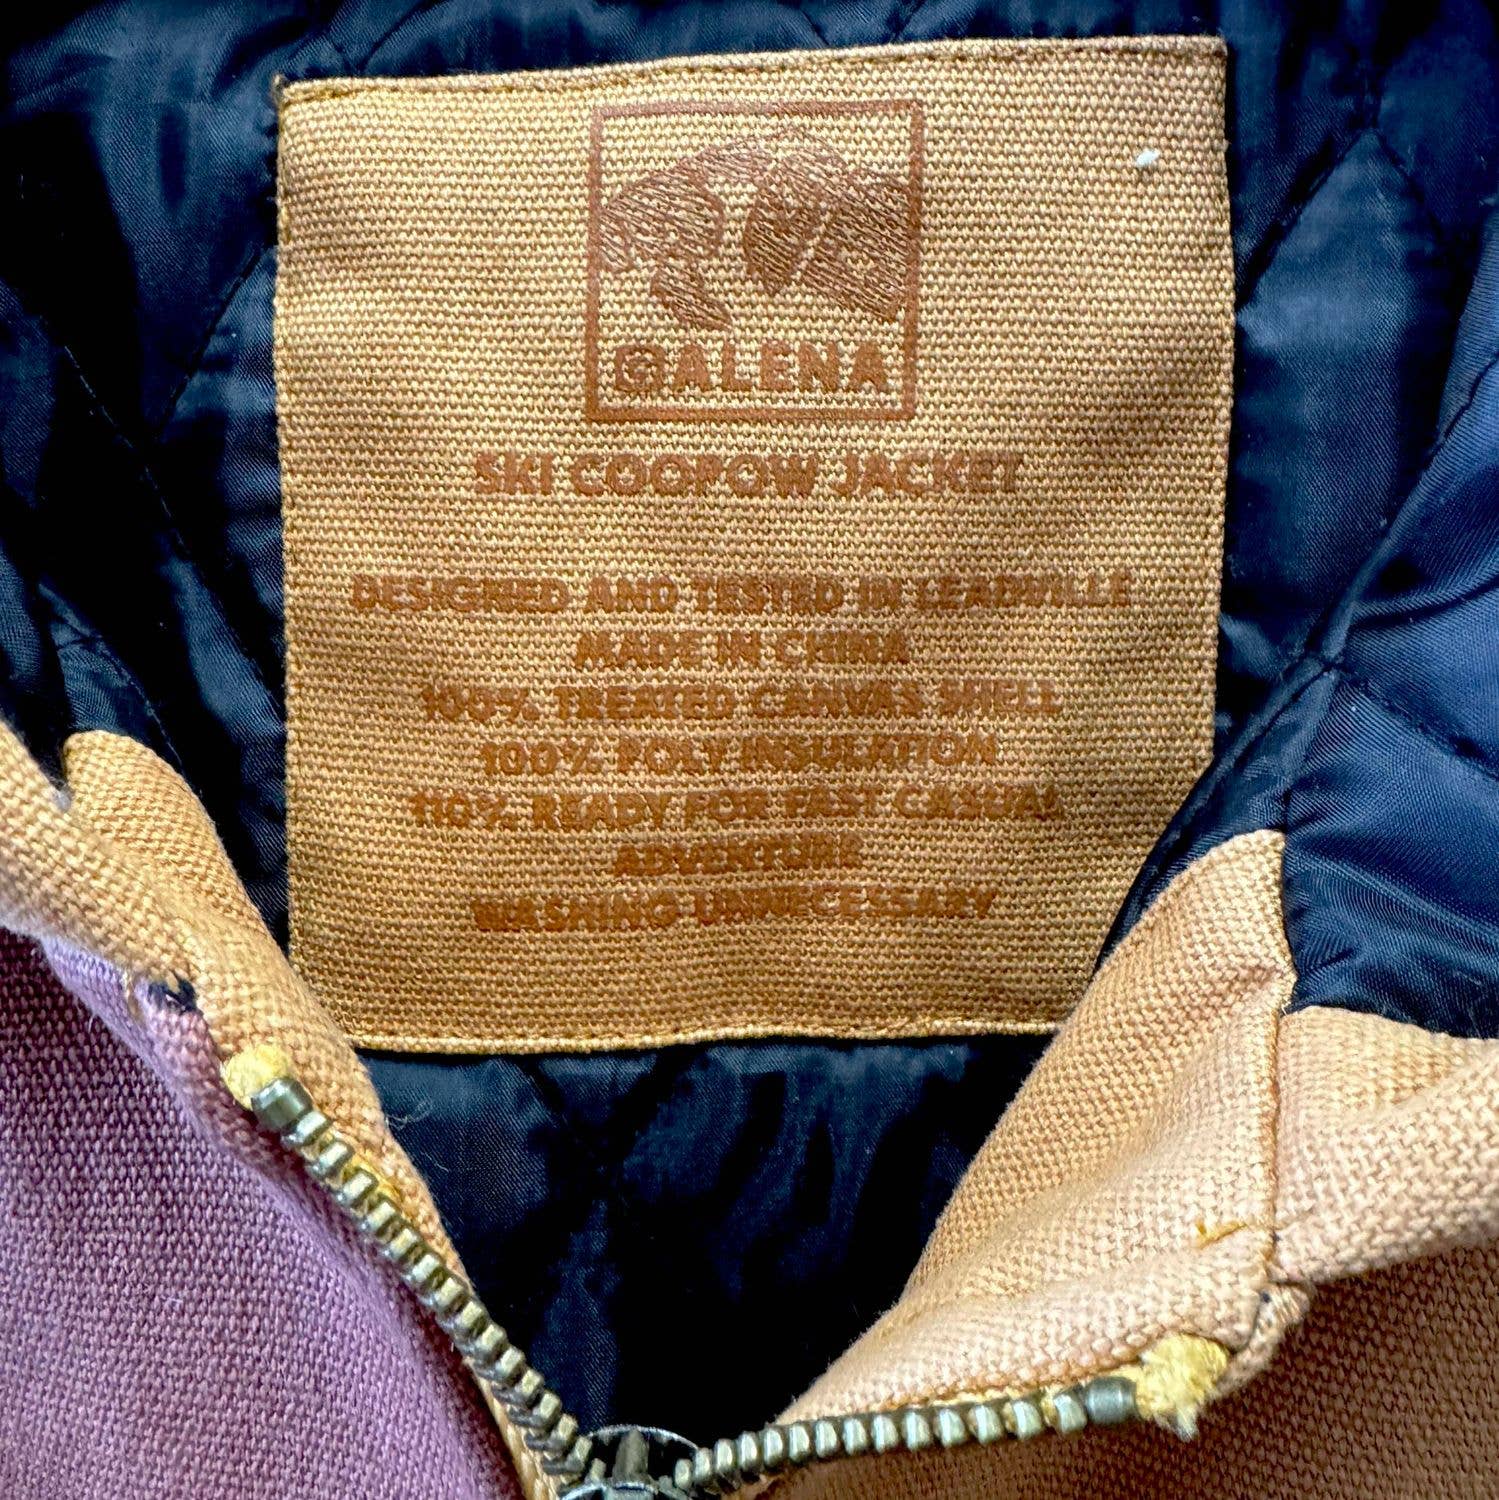 GALENA
SKI COOPOW JACKET
DESIGNED AND TESTED IN LEADVILLE
MADE IN CHINA
100% TREATED CANVAS SHELL
100% POLY INSULATION
110% READY FOR FAST CASUAL
ADVENTURE
WASHING UNNECESSARY